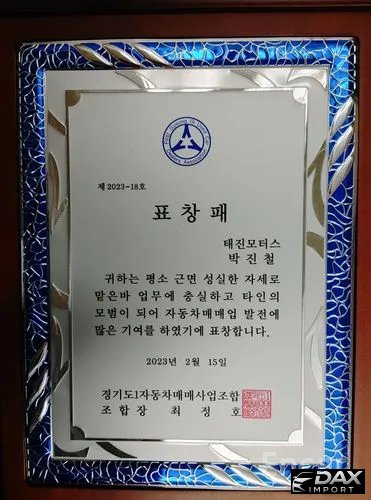 제 2023-18호
표창패
태진모터스
박진철
귀하는 평소 근면 성실한 자세로
맡은바 업무에 충실하고 타인의
모범이 되어 자동차매매업 발전에
많은 기여를 하였기에 표창합니다.
2023년 2월 15일
경기도1자동차매매사업조합
조합장 최정호
DAX
IMPORT